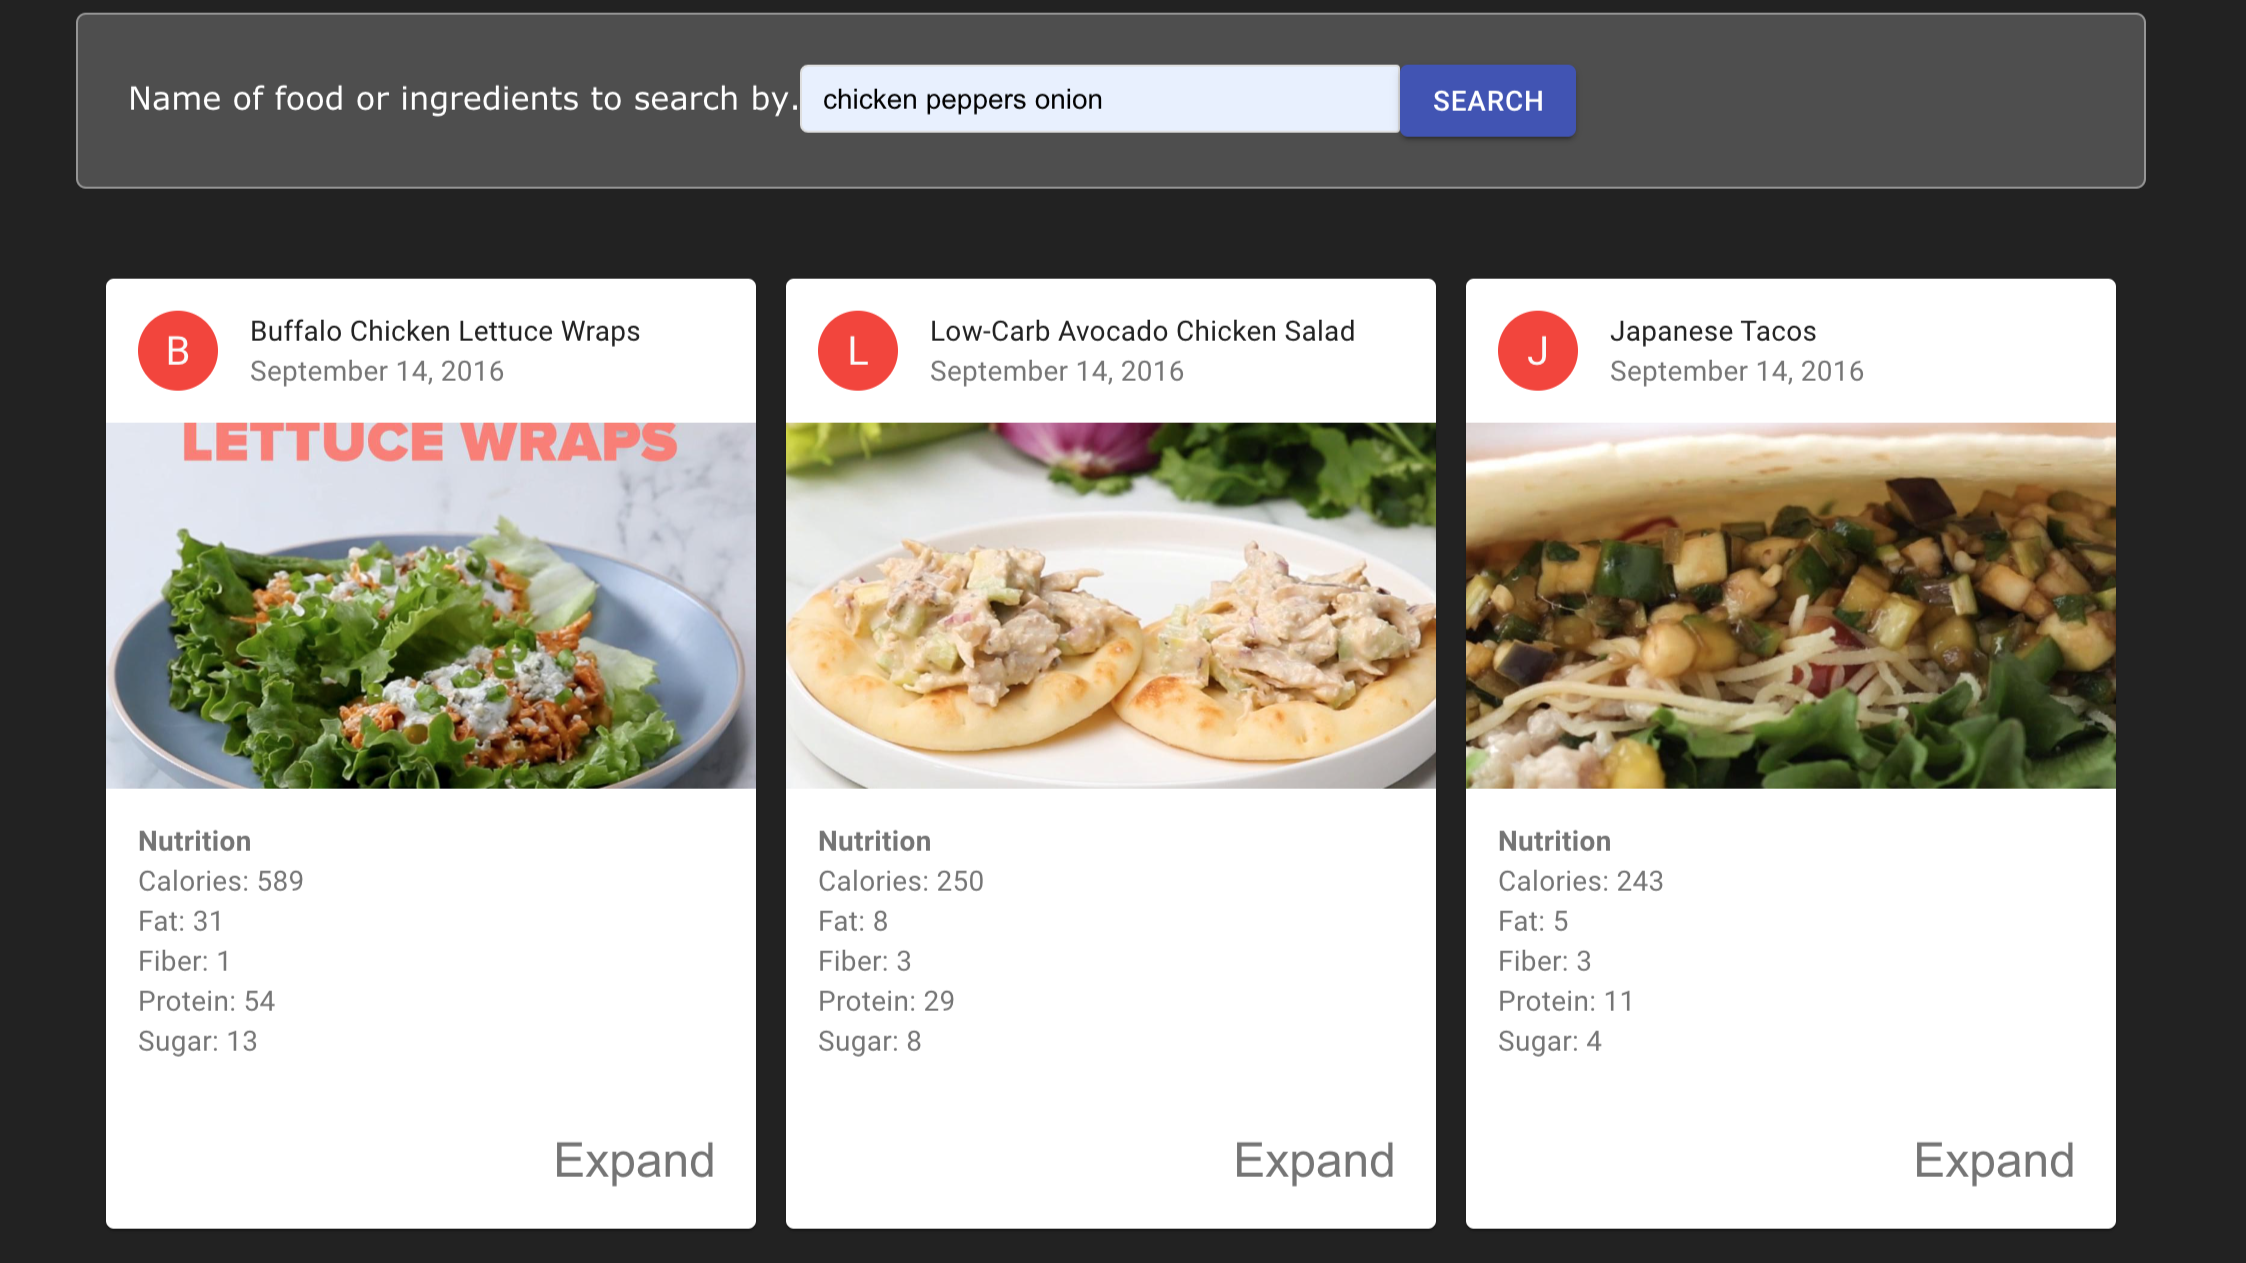 Name of food or ingredients to search by. chicken peppers onion SEARCH
B
Buffalo Chicken Lettuce Wraps
September 14, 2016
LETTUCE WRAPS
Nutrition
Calories: 589
Fat: 31
Fiber: 1
Protein: 54
Sugar: 13
Expand
L
Low-Carb Avocado Chicken Salad
September 14, 2016
Nutrition
Calories: 250
Fat: 8
Fiber: 3
Protein: 29
Sugar: 8
Expand
J
Japanese Tacos
September 14, 2016
Nutrition
Calories: 243
Fat: 5
Fiber: 3
Protein: 11
Sugar: 4
Expand